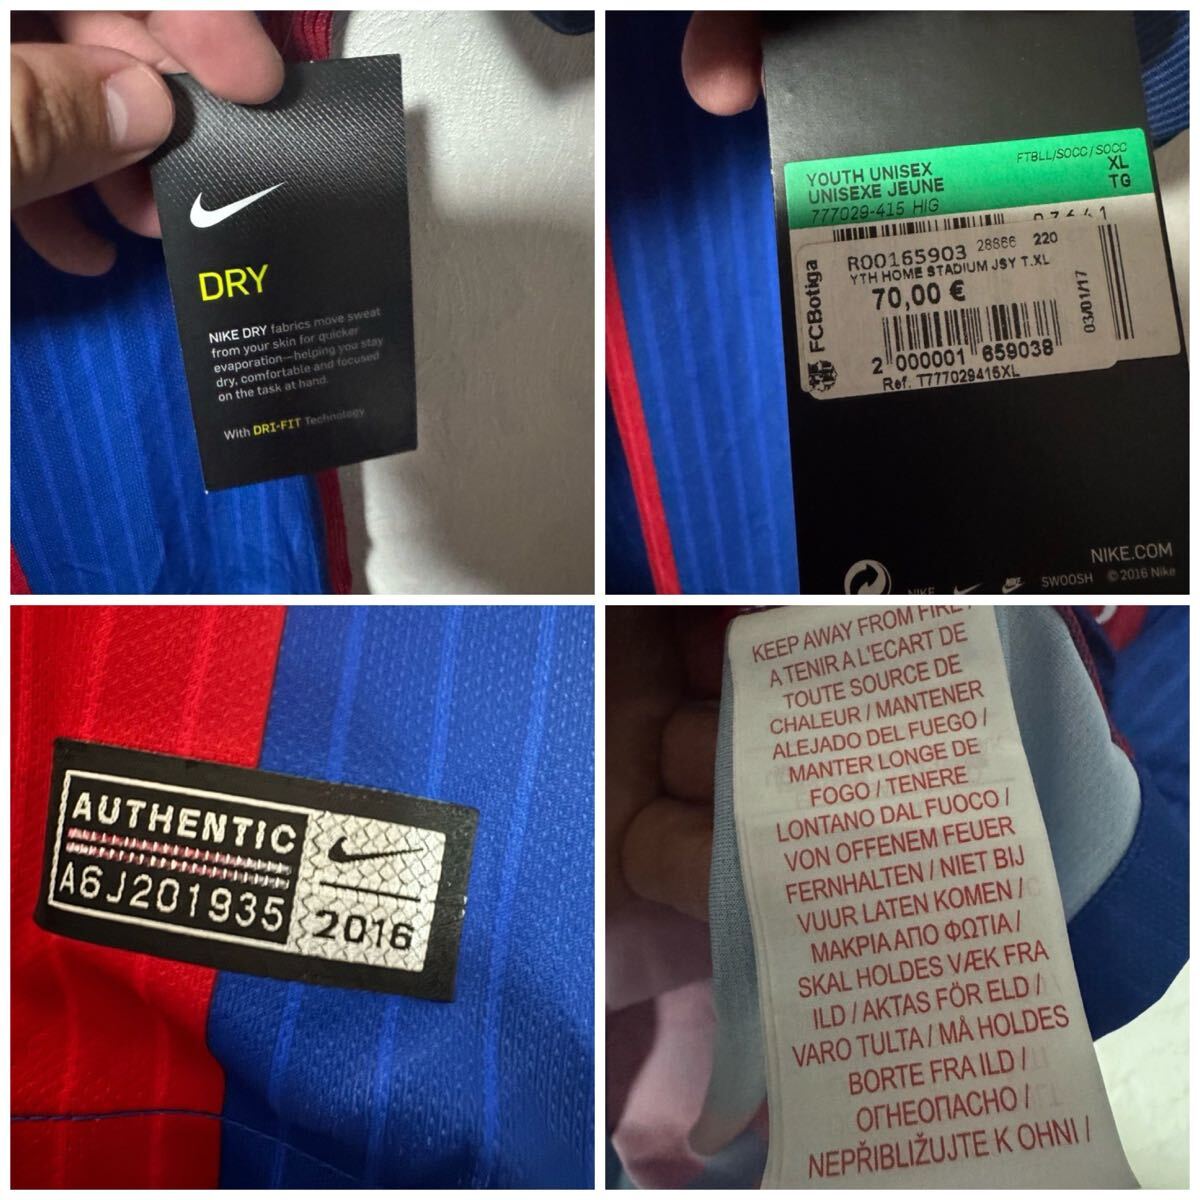 DRY
NIKE DRY fabrics move sweat
from your skin for quicker
evaporation—helping you stay
dry, comfortable and focused
on the task at hand.
With DRI-FIT Technology
YOUTH UNISEX
UNISEXE JEUNE
777029-415 HIG
FTBLL/SOCC/SOCC
XL
TG
FCBotiga
R00165903 28866 220
YTH HOME STADIUM JSY T.XL
70,00 €
03/01/17
2 000001 659038
Ref. T777029415XL
NIKE.COM
NIKE
SWOOSH © 2016 Nike
AUTHENTIC
A6J201935
2016
KEEP AWAY FROM FIRE /
A TENIR A L'ECART DE
TOUTE SOURCE DE
CHALEUR / MANTENER
ALEJADO DEL FUEGO /
MANTER LONGE DE
FOGO / TENERE
LONTANO DAL FUOCO /
VON OFFENEM FEUER
FERNHALTEN / NIET BIJ
VUUR LATEN KOMEN /
ΜΑΚΡΙΑ ΑΠΟ ΦΩΤΙΑ /
SKAL HOLDES VÆK FRA
ILD / AKTAS FÖR ELD /
VARO TULTA / MÅ HOLDES
BORTE FRA ILD /
ОГНЕОПАСНО /
NEPŘIBLIŽUJTE K OHNI /